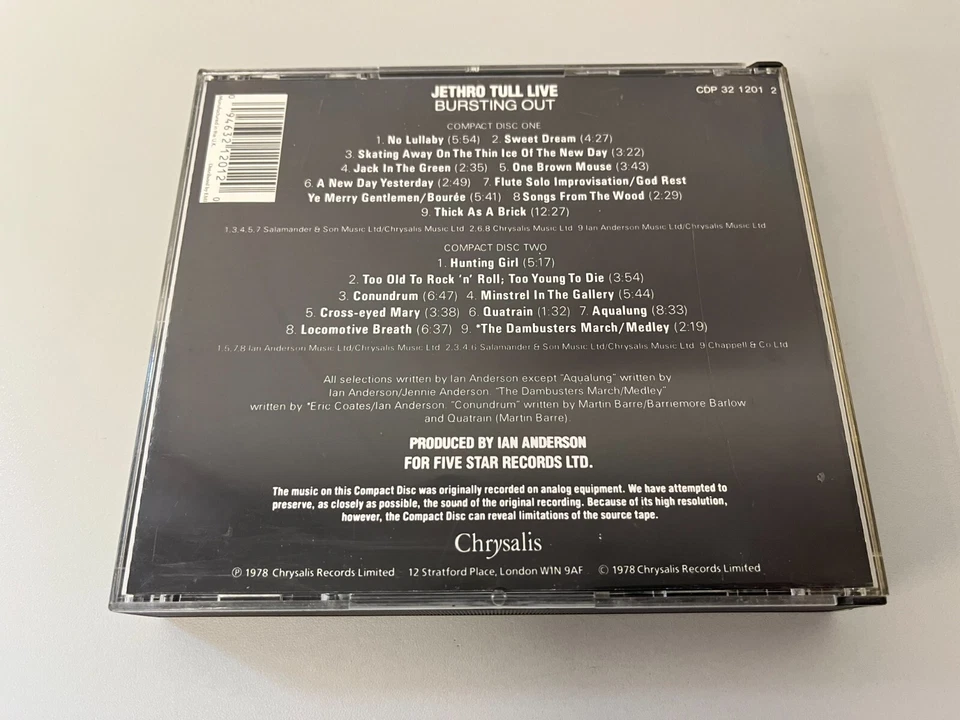 JETHRO TULL LIVE
BURSTING OUT
CDP 32 1201 2
COMPACT DISC ONE
1. No Lullaby (5:54) 2. Sweet Dream (4:27)
3. Skating Away On The Thin Ice Of The New Day (3:22)
4. Jack In The Green (2:35) 5. One Brown Mouse (3:43)
6. A New Day Yesterday (2:49) 7. Flute Solo Improvisation/God Rest
Ye Merry Gentlemen/Bourée (5:41) 8 Songs From The Wood (2:29)
9. Thick As A Brick (12:27)
1,3,4,5,7 Salamander & Son Music Ltd/Chrysalis Music Ltd 2,6,8 Chrysalis Music Ltd 9 Ian Anderson Music Ltd/Chrysalis Music Ltd
COMPACT DISC TWO
1. Hunting Girl (5:17)
2. Too Old To Rock 'n' Roll; Too Young To Die (3:54)
3. Conundrum (6:47) 4. Minstrel In The Gallery (5:44)
5. Cross-eyed Mary (3:38) 6. Quatrain (1:32) 7. Aqualung (8:33)
8. Locomotive Breath (6:37) 9. *The Dambusters March/Medley (2:19)
1,5,7,8 Ian Anderson Music Ltd/Chrysalis Music Ltd 2,3,4,6 Salamander & Son Music Ltd/Chrysalis Music Ltd 9 Chappell & Co Ltd
All selections written by Ian Anderson except "Aqualung" written by
Ian Anderson/Jennie Anderson. "The Dambusters March/Medley"
written by *Eric Coates/Ian Anderson. "Conundrum" written by Martin Barre/Barriemore Barlow
and Quatrain (Martin Barre).
PRODUCED BY IAN ANDERSON
FOR FIVE STAR RECORDS LTD.
The music on this Compact Disc was originally recorded on analog equipment. We have attempted to
preserve, as closely as possible, the sound of the original recording. Because of its high resolution,
however, the Compact Disc can reveal limitations of the source tape.
Chrysalis
℗ 1978 Chrysalis Records Limited 12 Stratford Place, London W1N 9AF © 1978 Chrysalis Records Limited
0 94632 12012 0
Manufactured in the U.K.